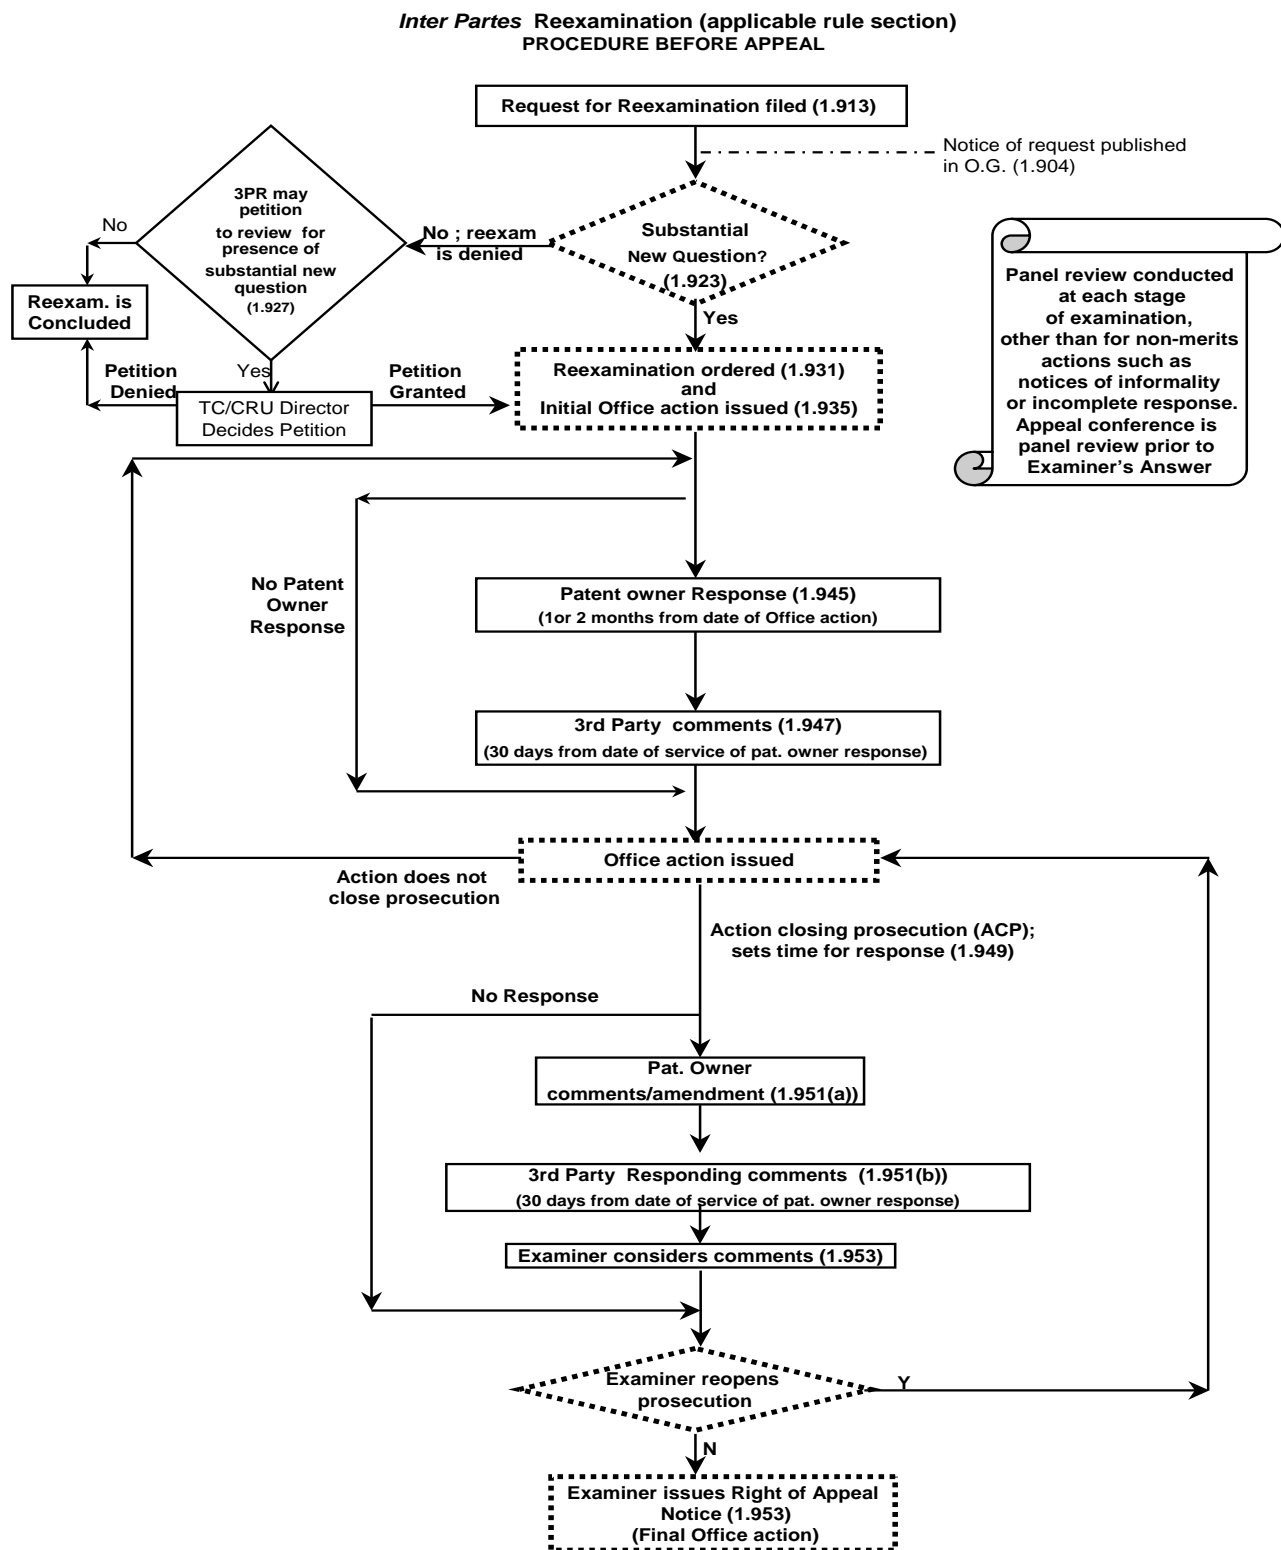 Inter Partes Reexamination (applicable rule section)
PROCEDURE BEFORE APPEAL
Request for Reexamination filed (1.913)
Notice of request published
in O.G. (1.904)
3PR may
petition
to review for
presence of
substantial new
question
(1.927)
No
No ; reexam
is denied
Substantial
New Question?
(1.923)
Yes
Reexam. is
Concluded
Petition
Denied
Yes
TC/CRU Director
Decides Petition
Petition
Granted
Reexamination ordered (1.931)
and
Initial Office action issued (1.935)
Panel review conducted
at each stage
of examination,
other than for non-merits
actions such as
notices of informality
or incomplete response.
Appeal conference is
panel review prior to
Examiner's Answer
No Patent
Owner
Response
Patent owner Response (1.945)
(1or 2 months from date of Office action)
3rd Party comments (1.947)
(30 days from date of service of pat. owner response)
Office action issued
Action does not
close prosecution
Action closing prosecution (ACP);
sets time for response (1.949)
No Response
Pat. Owner
comments/amendment (1.951(a))
3rd Party Responding comments (1.951(b))
(30 days from date of service of pat. owner response)
Examiner considers comments (1.953)
Examiner reopens
prosecution
Y
N
Examiner issues Right of Appeal
Notice (1.953)
(Final Office action)